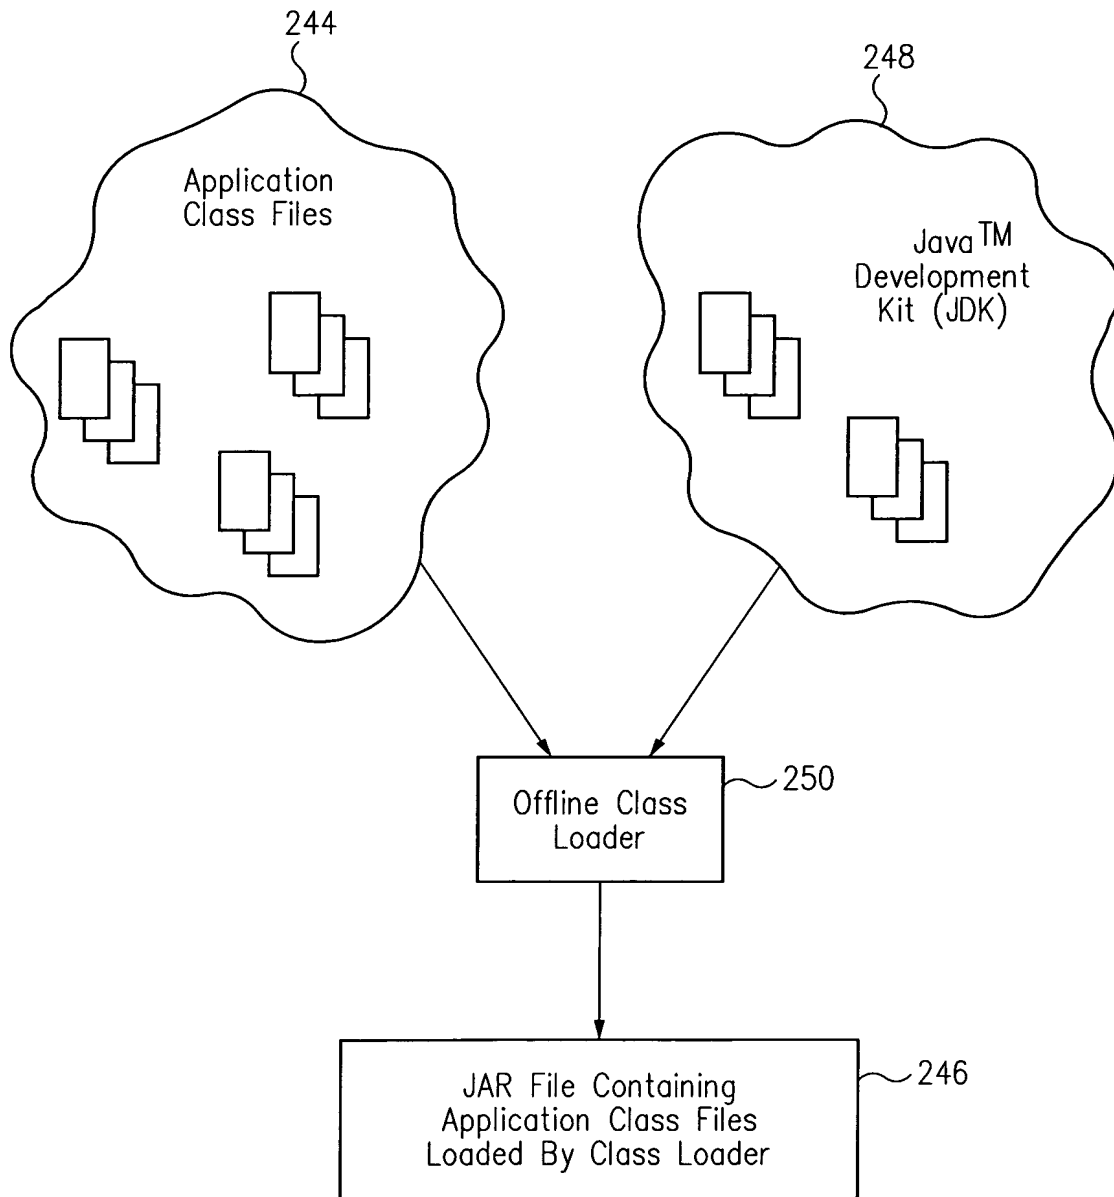 244
248
Application
Class Files
Java™
Development
Kit (JDK)
250
Offline Class
Loader
246
JAR File Containing
Application Class Files
Loaded By Class Loader